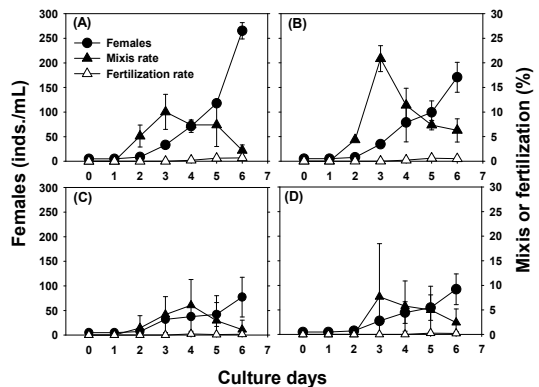 (A)
(B)
300 30
250 25
200 20
150 15
100 10
50 5
0 0
Females
Mixis rate
Fertilization rate
0 1 2 3 4 5 6 7
0 1 2 3 4 5 6 7
(C)
(D)
300 30
250 25
200 20
150 15
100 10
50 5
0 0
0 1 2 3 4 5 6 7
0 1 2 3 4 5 6 7
Females (inds./mL)
Mixis or fertilization (%)
Culture days